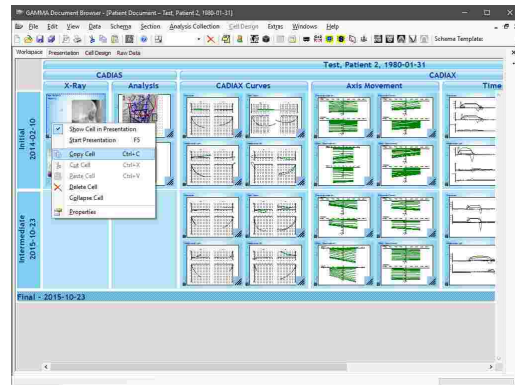 GAMMA Document Browser - [Patient Document - Test, Patient 2, 1980-01-31]
File Edit View Data Schema Section Analysis Collection Cell Design Extras Windows Help
Schema Template:
Workspace Presentation Cell Design Raw Data
Test, Patient 2, 1980-01-31
CADIAS CADIAX
X-Ray Analysis CADIAX Curves Axis Movement Time
Initial
2014-02-10
Show Cell in Presentation
Start Presentation F5
Copy Cell Ctrl+C
Cut Cell Ctrl+X
Paste Cell Ctrl+V
Delete Cell
Collapse Cell
Properties
Intermediate
2015-10-23
Final - 2015-10-23